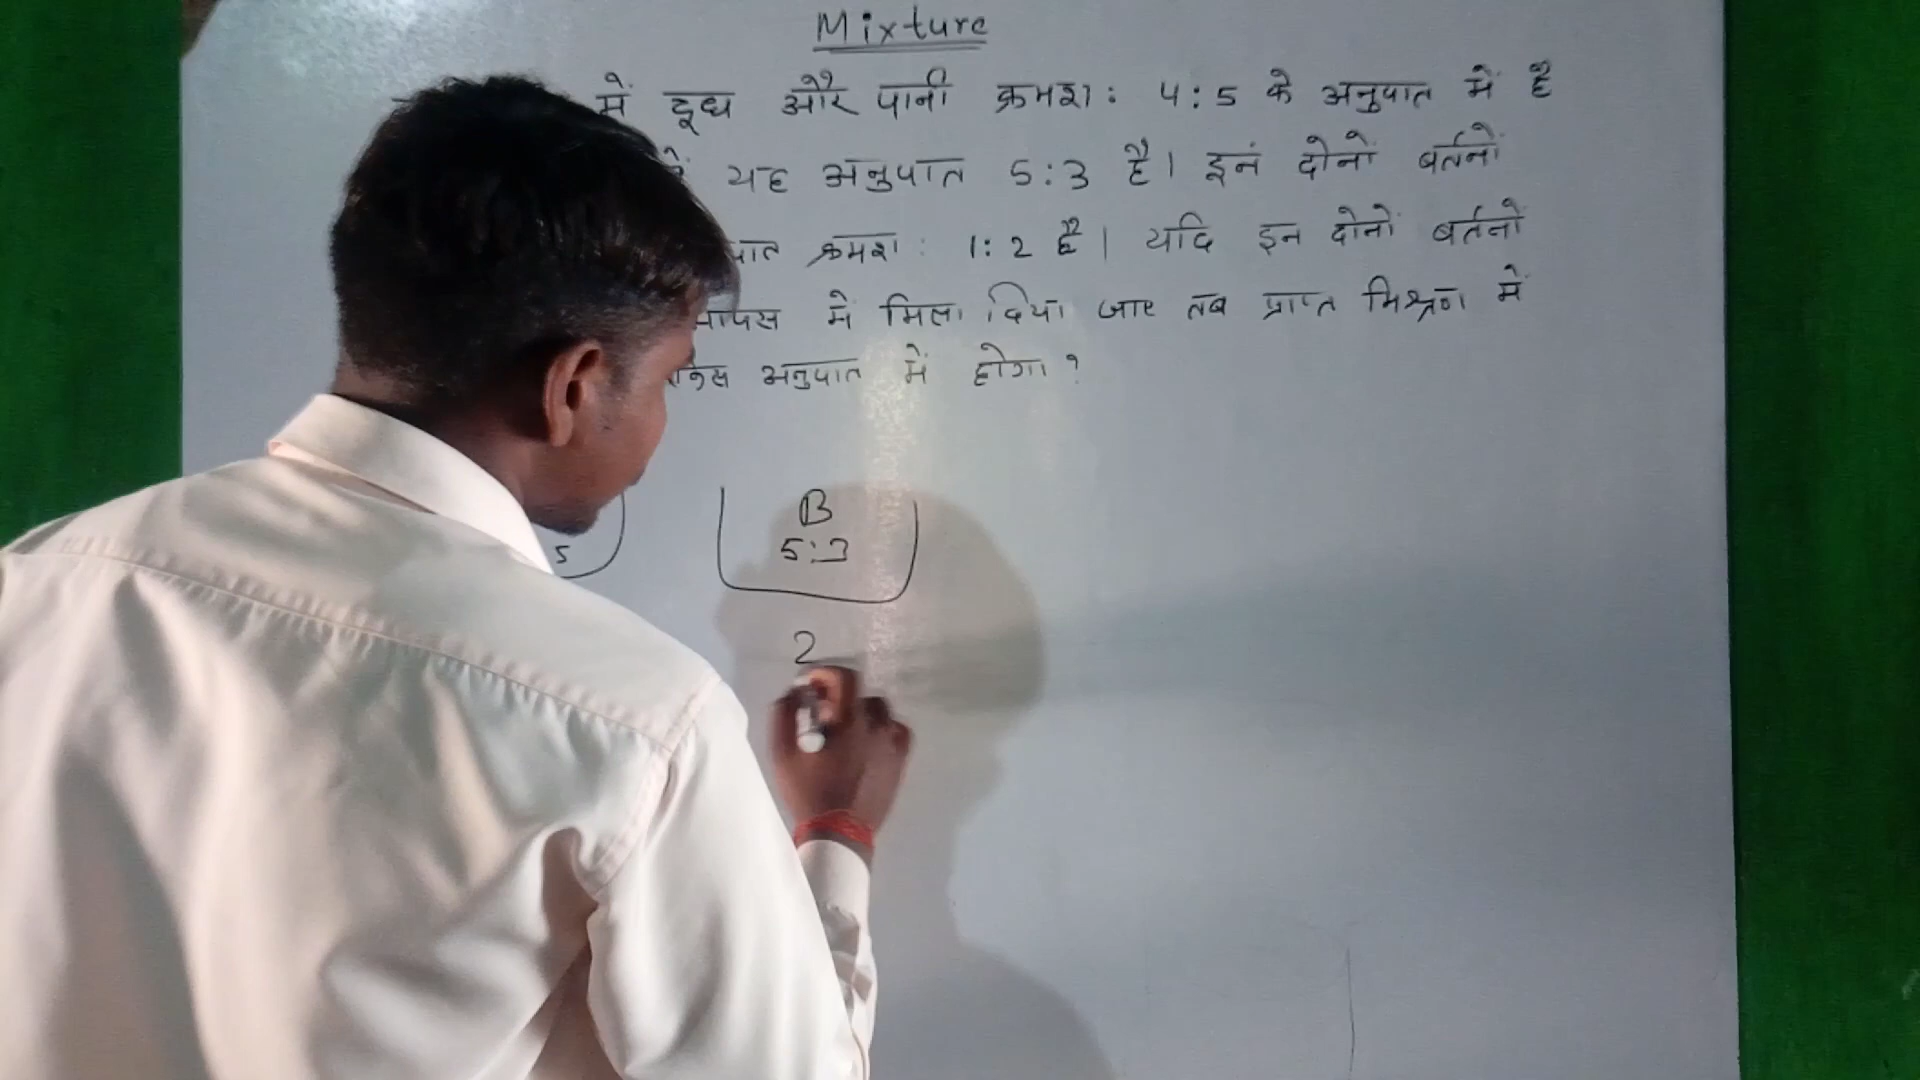 Mixture
में दूध और पानी क्रमश: 4:5 के अनुपात में है
यह अनुपात 5:3 है। इनं दोनों बर्तनों
क्रमश: 1:2 है। यदि इन दोनों बर्तनों
में मिला दिया जाए तब प्राप्त मिश्रण में
अनुपात में होगा?
B
5
5:3
2